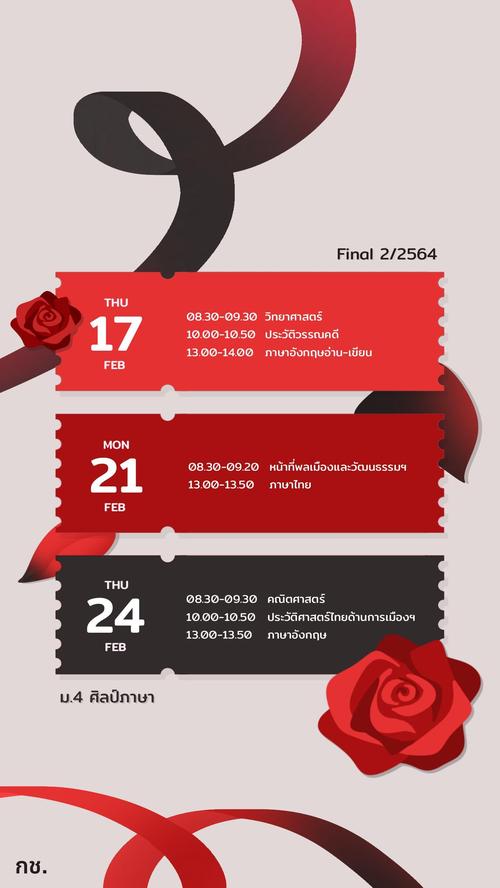 Final 2/2564
THU
17
FEB
08.30-09.30 วิทยาศาสตร์
10.00-10.50 ประวัติวรรณคดี
13.00-14.00 ภาษาอังกฤษอ่าน-เขียน
MON
21
FEB
08.30-09.20 หน้าที่พลเมืองและวัฒนธรรมฯ
13.00-13.50 ภาษาไทย
THU
24
FEB
08.30-09.30 คณิตศาสตร์
10.00-10.50 ประวัติศาสตร์ไทยด้านการเมืองฯ
13.00-13.50 ภาษาอังกฤษ
ม.4 ศิลป์ภาษา
กช.